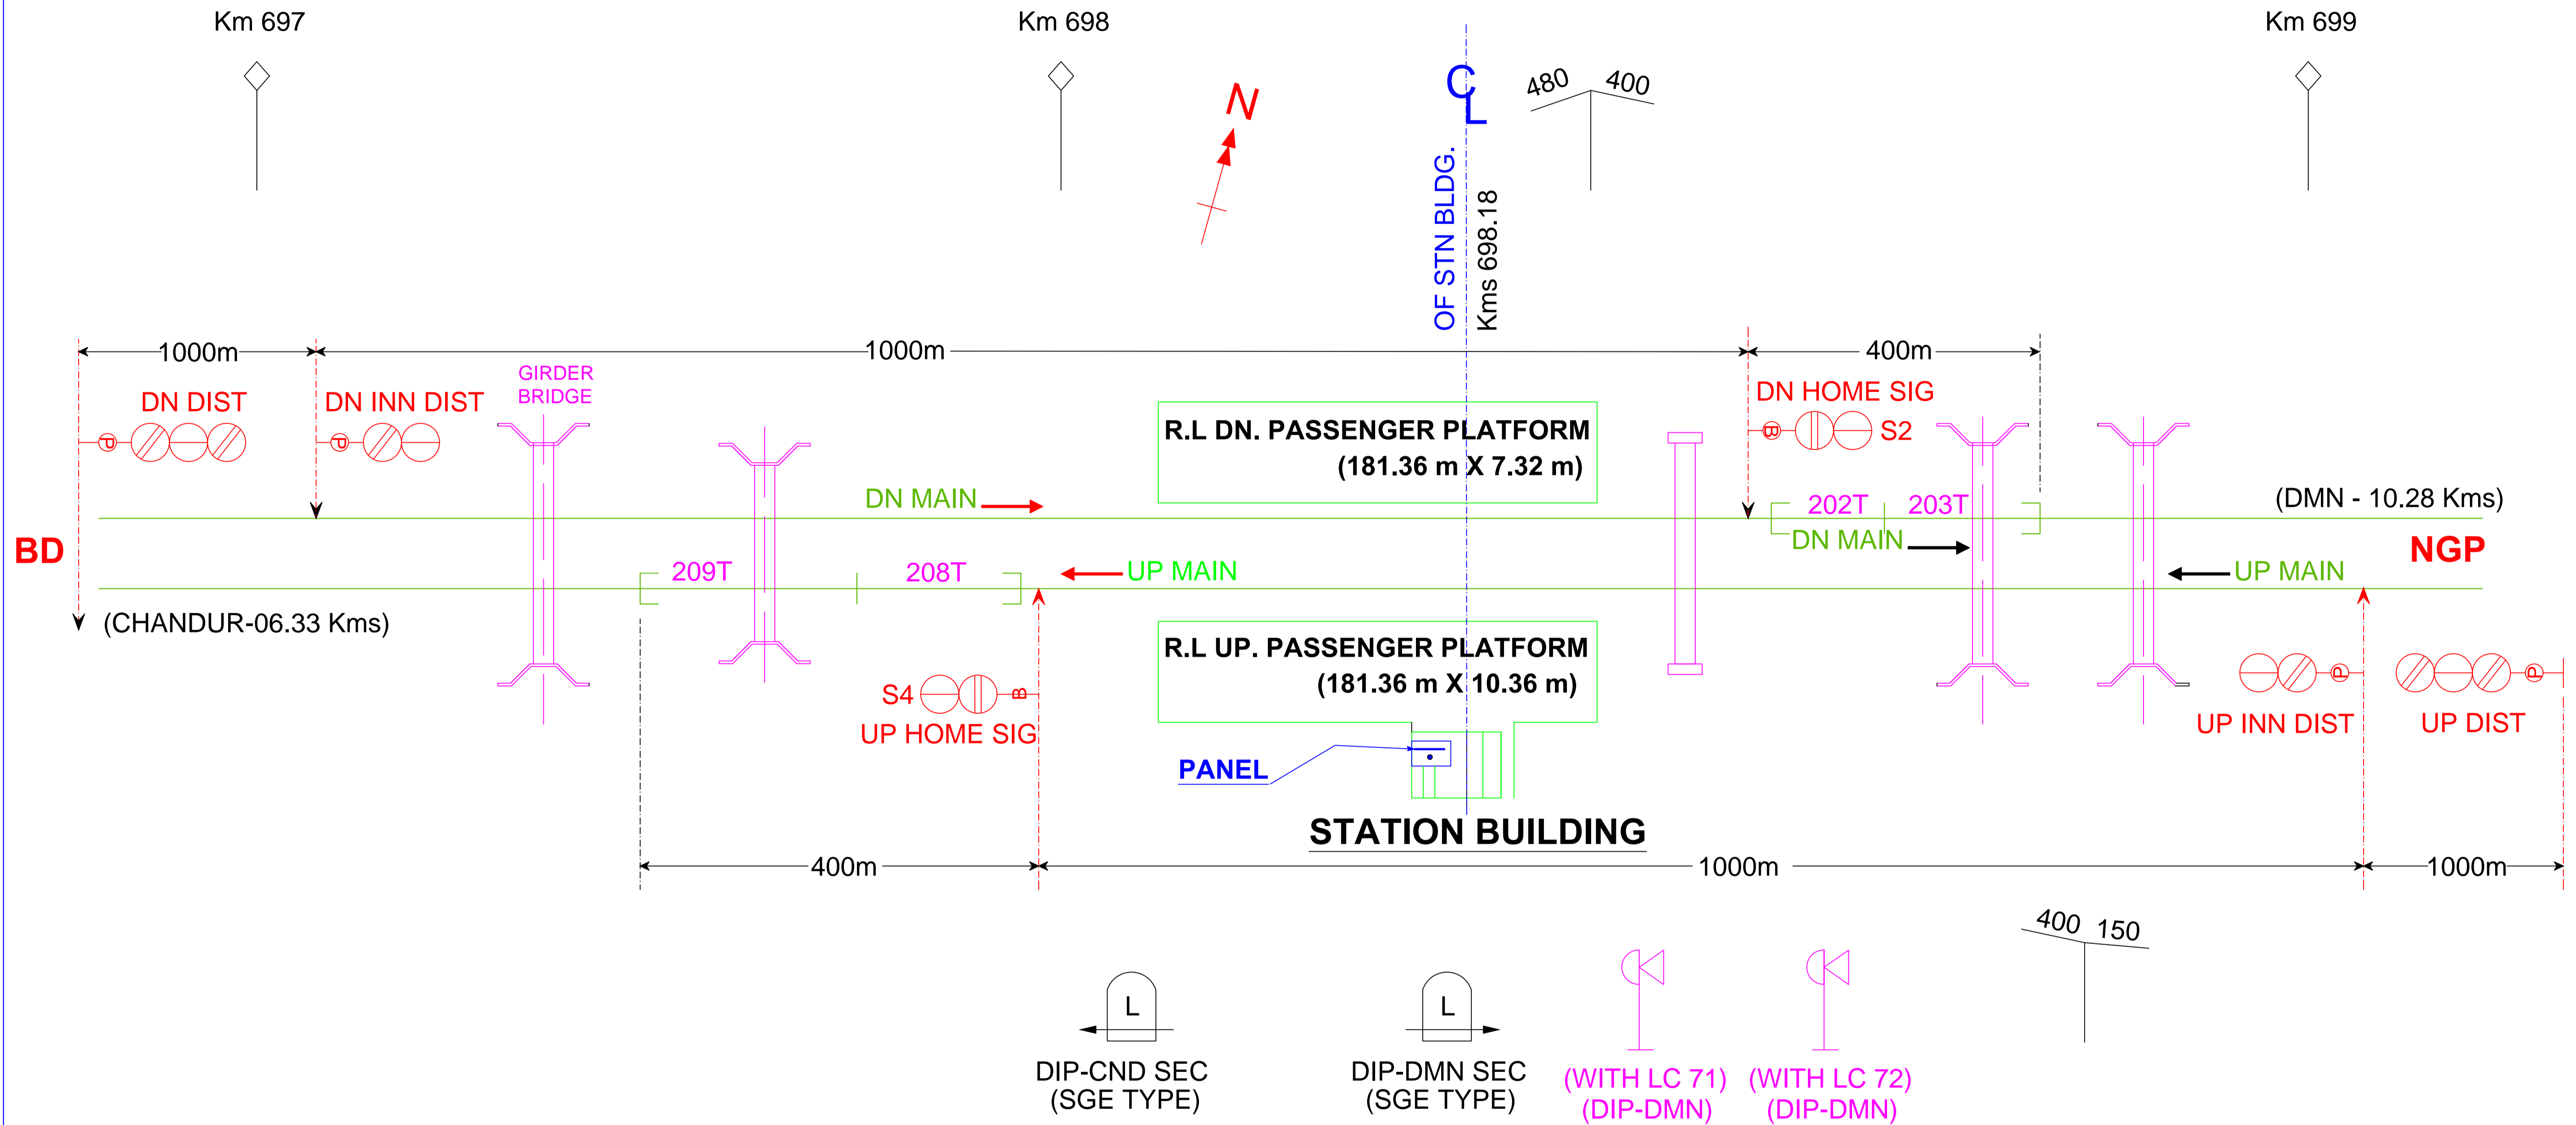 Km 697
Km 698
Km 699
N
CL
480 400
OF STN BLDG.
Kms 698.18
1000m
1000m
400m
GIRDER
BRIDGE
DN DIST
DN INN DIST
DN HOME SIG
P
P
B
S2
R.L DN. PASSENGER PLATFORM
(181.36 m X 7.32 m)
DN MAIN
202T
203T
(DMN - 10.28 Kms)
DN MAIN
BD
NGP
209T
208T
UP MAIN
UP MAIN
(CHANDUR-06.33 Kms)
R.L UP. PASSENGER PLATFORM
(181.36 m X 10.36 m)
S4
B
P
P
UP HOME SIG
UP INN DIST
UP DIST
PANEL
STATION BUILDING
400m
1000m
1000m
400 150
L
L
DIP-CND SEC
(SGE TYPE)
DIP-DMN SEC
(SGE TYPE)
(WITH LC 71)
(DIP-DMN)
(WITH LC 72)
(DIP-DMN)